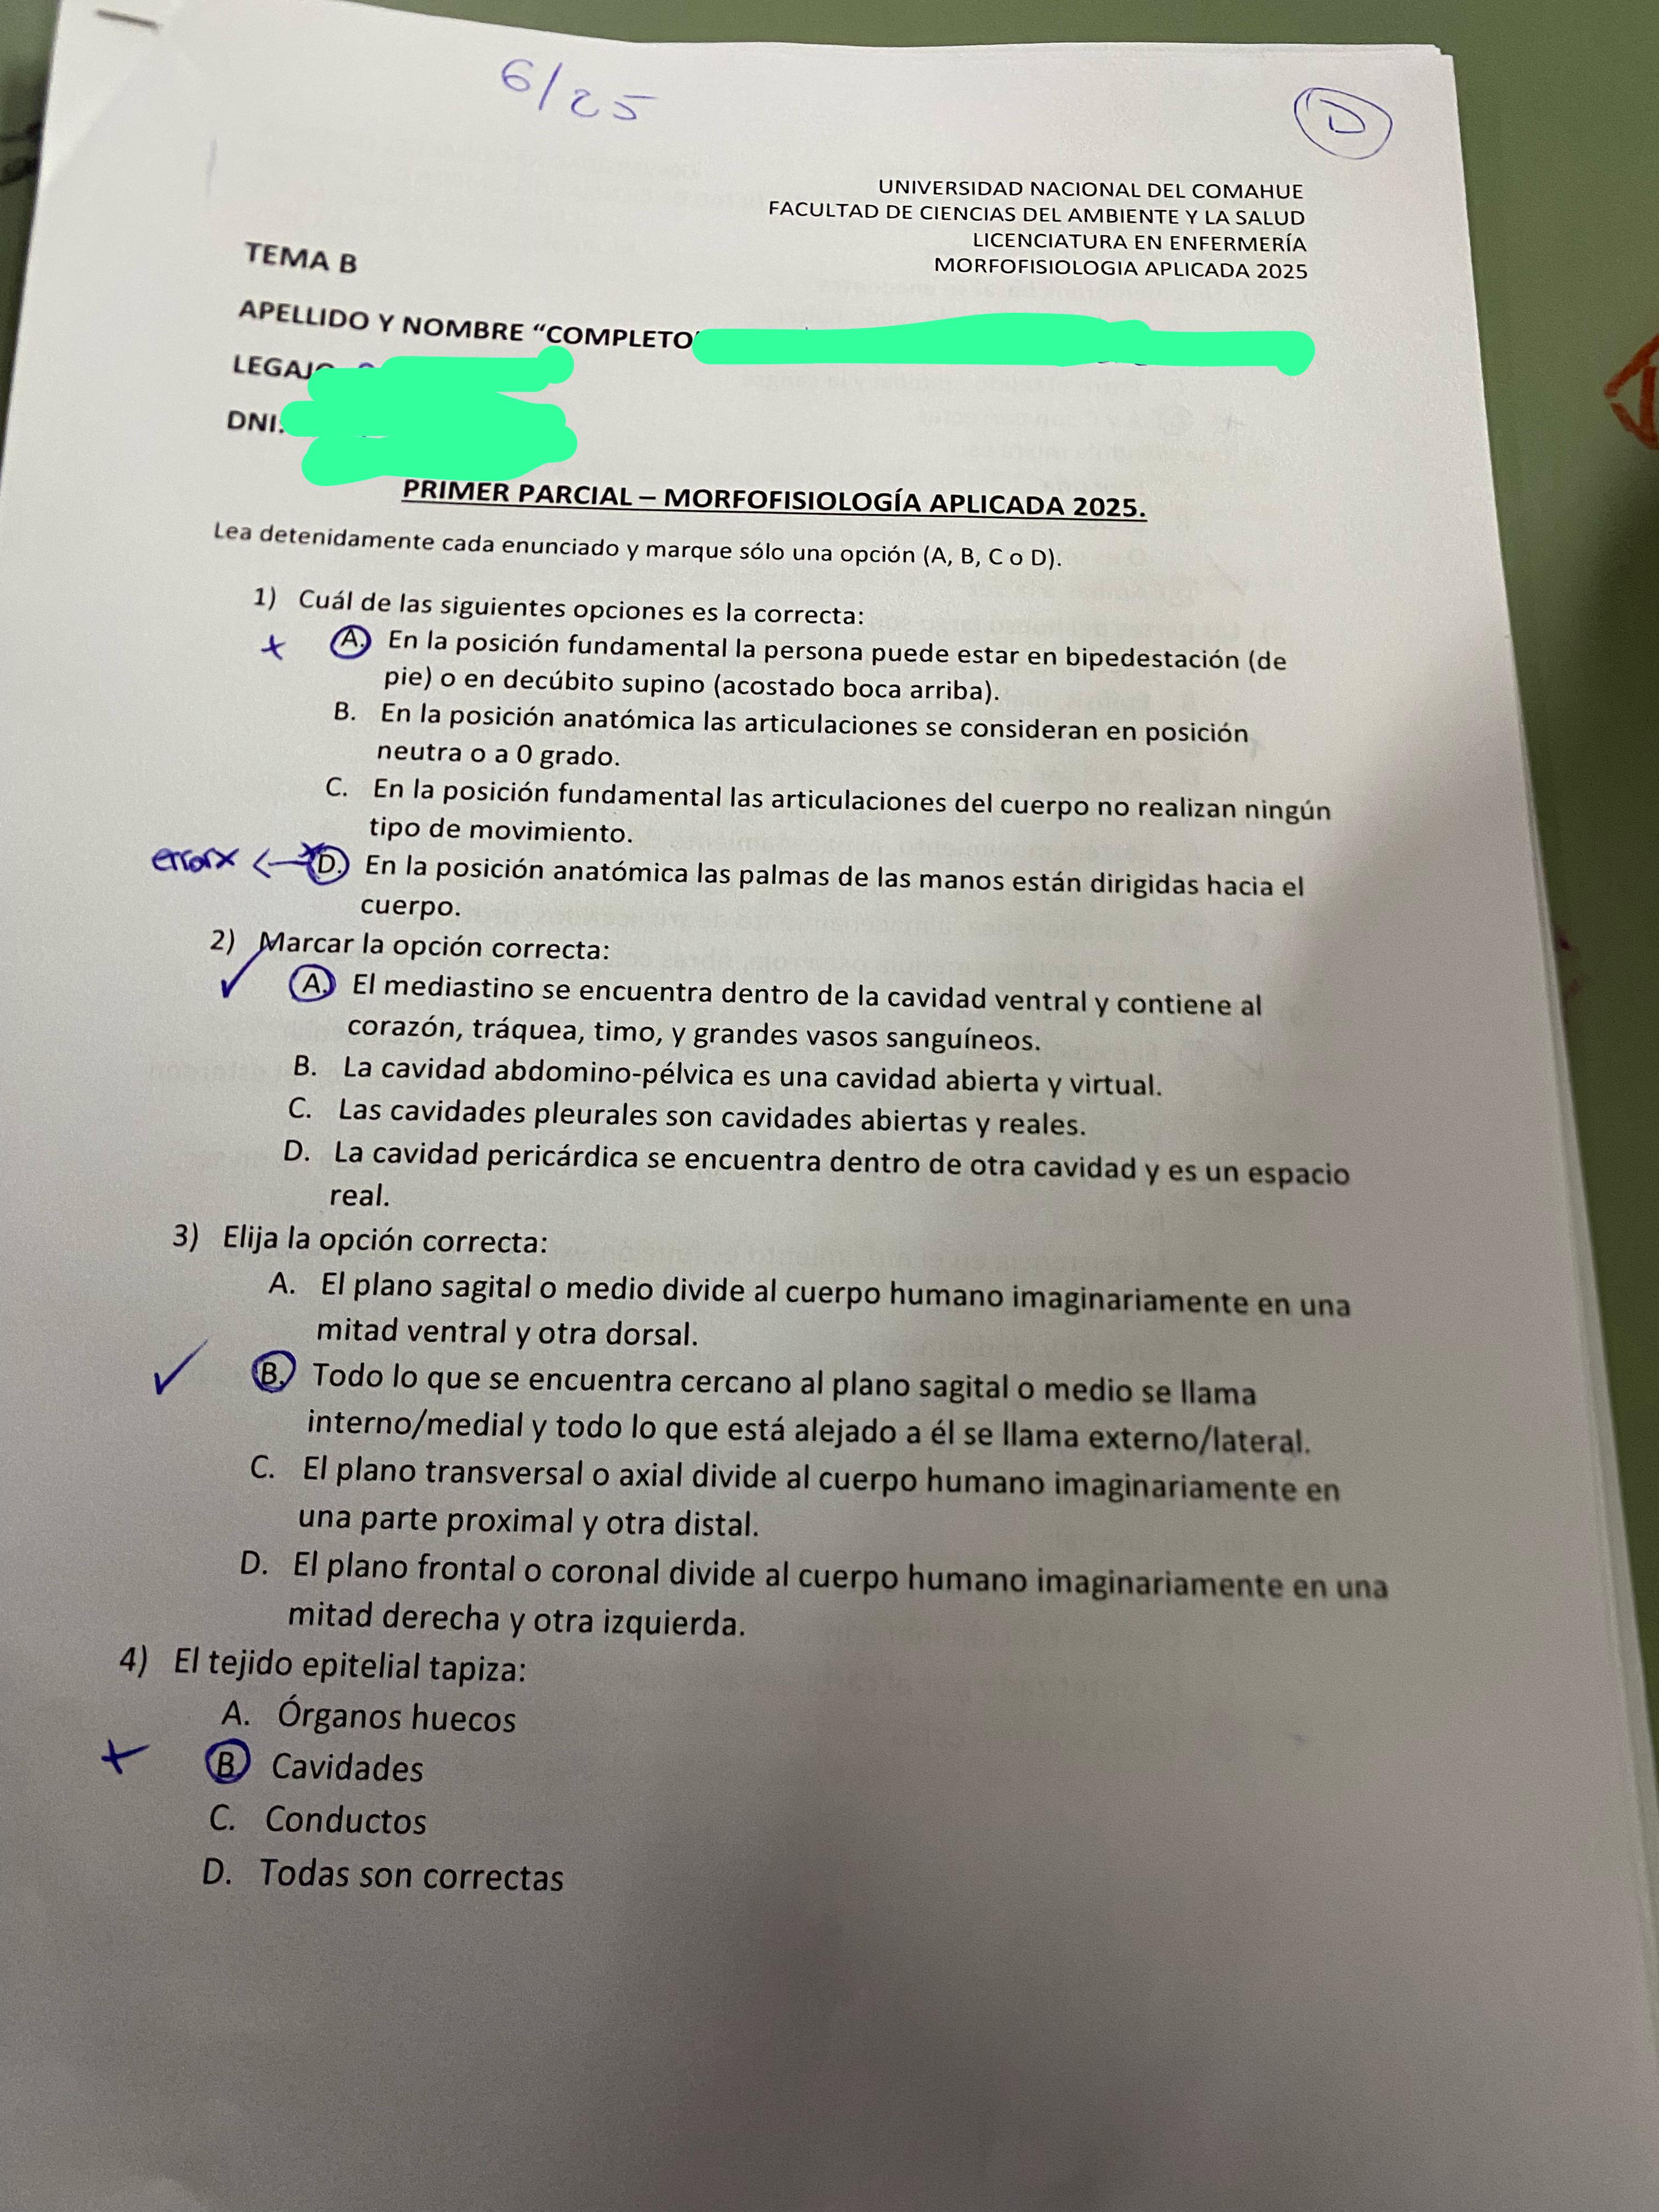 6/25
D
UNIVERSIDAD NACIONAL DEL COMAHUE
FACULTAD DE CIENCIAS DEL AMBIENTE Y LA SALUD
LICENCIATURA EN ENFERMERÍA
MORFOFISIOLOGIA APLICADA 2025
TEMA B
APELLIDO Y NOMBRE "COMPLETO"
LEGAJO
DNI:
PRIMER PARCIAL – MORFOFISIOLOGÍA APLICADA 2025.
Lea detenidamente cada enunciado y marque sólo una opción (A, B, C o D).
1) Cuál de las siguientes opciones es la correcta:
A. En la posición fundamental la persona puede estar en bipedestación (de
pie) o en decúbito supino (acostado boca arriba).
B. En la posición anatómica las articulaciones se consideran en posición
neutra o a 0 grado.
C. En la posición fundamental las articulaciones del cuerpo no realizan ningún
tipo de movimiento.
error x ← x D. En la posición anatómica las palmas de las manos están dirigidas hacia el
cuerpo.
2) Marcar la opción correcta:
A. El mediastino se encuentra dentro de la cavidad ventral y contiene al
corazón, tráquea, timo, y grandes vasos sanguíneos.
B. La cavidad abdomino-pélvica es una cavidad abierta y virtual.
C. Las cavidades pleurales son cavidades abiertas y reales.
D. La cavidad pericárdica se encuentra dentro de otra cavidad y es un espacio
real.
3) Elija la opción correcta:
A. El plano sagital o medio divide al cuerpo humano imaginariamente en una
mitad ventral y otra dorsal.
B. Todo lo que se encuentra cercano al plano sagital o medio se llama
interno/medial y todo lo que está alejado a él se llama externo/lateral.
C. El plano transversal o axial divide al cuerpo humano imaginariamente en
una parte proximal y otra distal.
D. El plano frontal o coronal divide al cuerpo humano imaginariamente en una
mitad derecha y otra izquierda.
4) El tejido epitelial tapiza:
A. Órganos huecos
B. Cavidades
C. Conductos
D. Todas son correctas